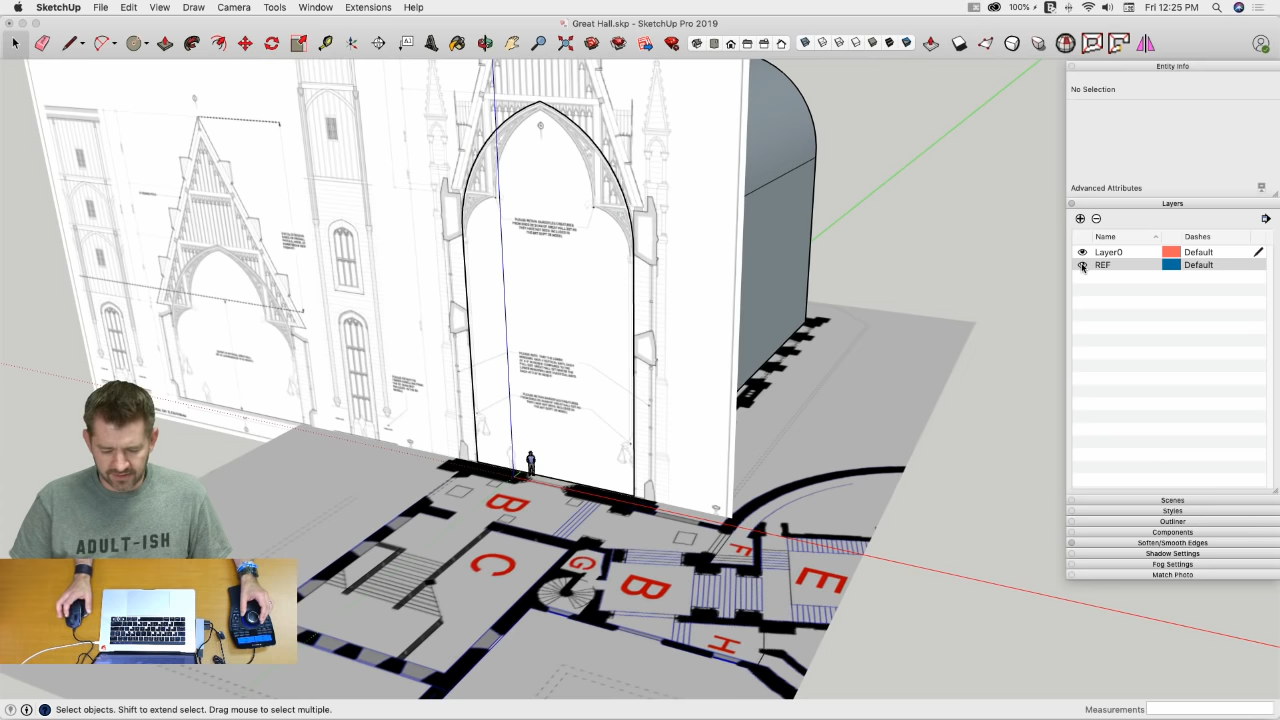 SketchUp File Edit View Draw Camera Tools Window Extensions Help 100% Fri 12:25 PM
Great Hall.skp - SketchUp Pro 2019
Entity Info
No Selection
Advanced Attributes
Layers
Name Dashes
Layer0 Default
REF Default
Scenes
Styles
Outliner
Components
Soften/Smooth Edges
Shadow Settings
Fog Settings
Match Photo
B
C
G
B
F
E
H
ADULT-ISH
Select objects. Shift to extend select. Drag mouse to select multiple.
Measurements